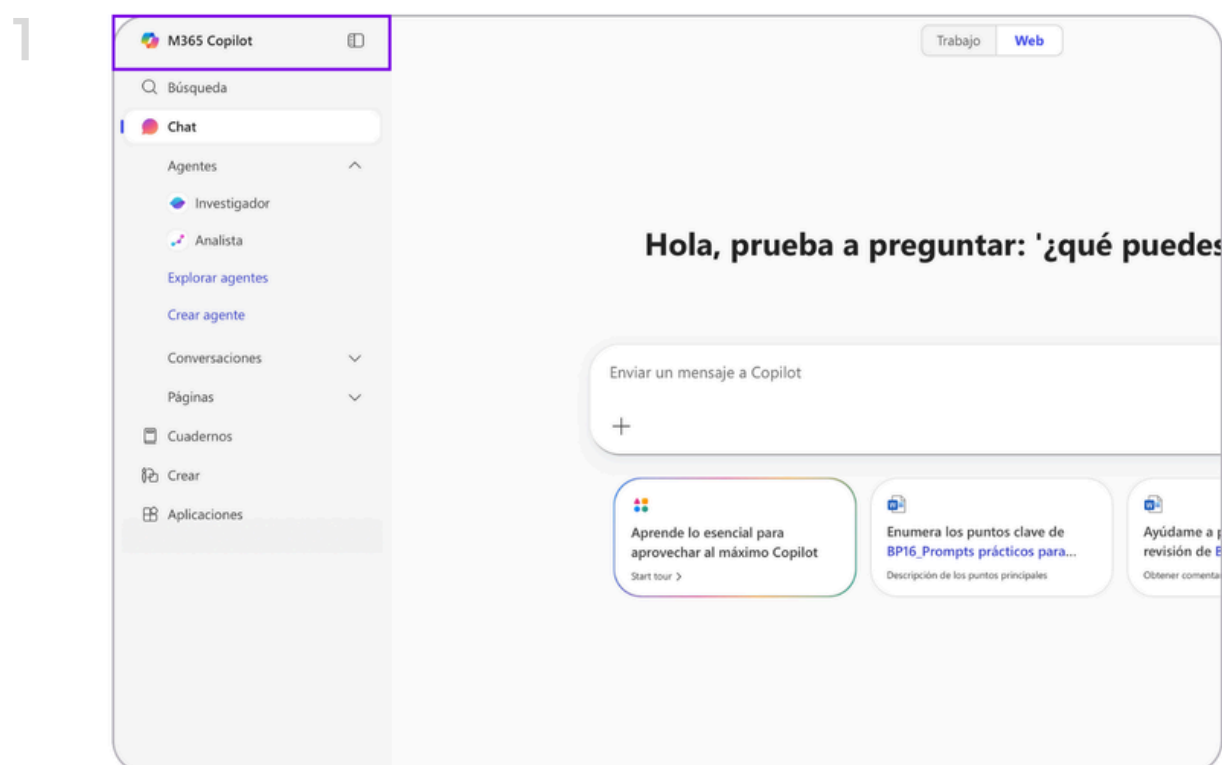 1
M365 Copilot
Trabajo Web
Búsqueda
Chat
Agentes
Investigador
Analista
Explorar agentes
Crear agente
Conversaciones
Páginas
Cuadernos
Crear
Aplicaciones
Hola, prueba a preguntar: '¿qué puedes
Enviar un mensaje a Copilot
Aprende lo esencial para
aprovechar al máximo Copilot
Start tour >
Enumera los puntos clave de
BP16_Prompts prácticos para...
Descripción de los puntos principales
Ayúdame a
revisión de
Obtener